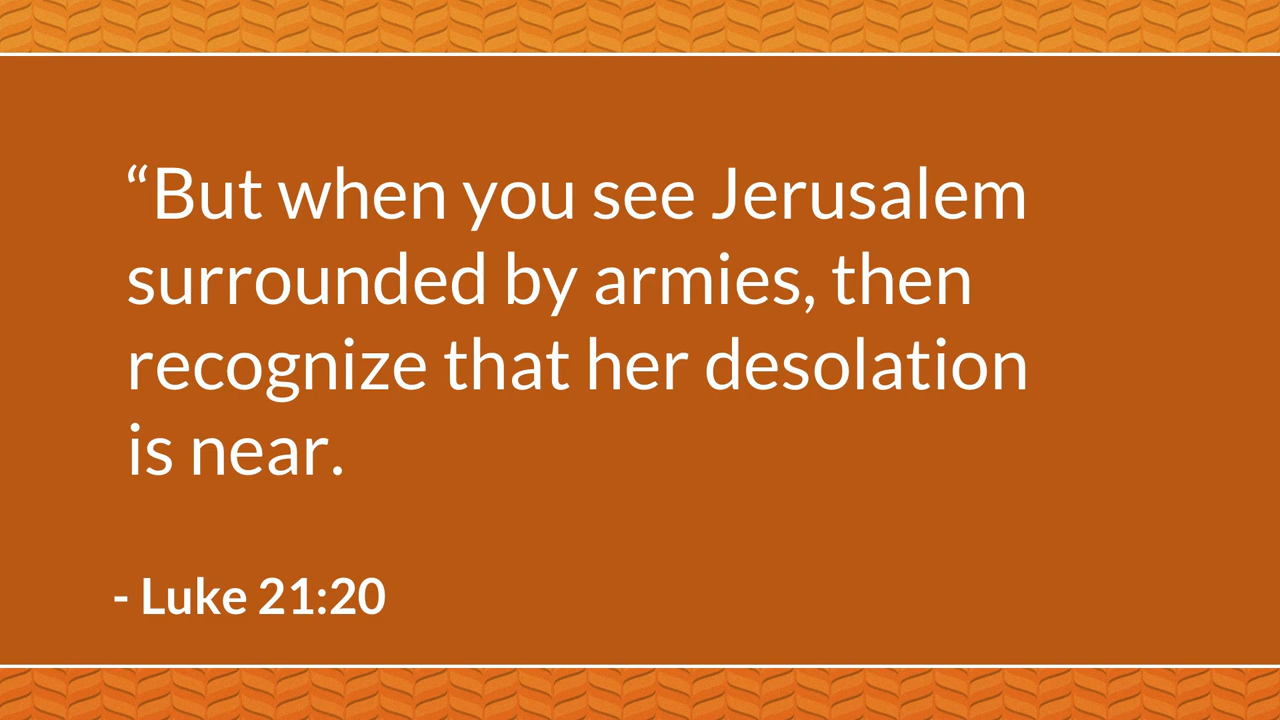 “But when you see Jerusalem
surrounded by armies, then
recognize that her desolation
is near.
- Luke 21:20